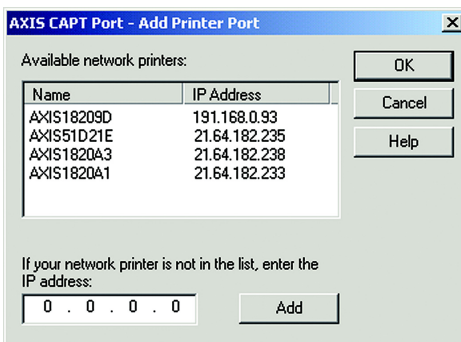 AXIS CAPT Port - Add Printer Port
Available network printers:
OK
Cancel
Help
Name IP Address
AXIS18209D 191.168.0.93
AXIS51D21E 21.64.182.235
AXIS1820A3 21.64.182.238
AXIS1820A1 21.64.182.233
If your network printer is not in the list, enter the
IP address:
0 . 0 . 0 . 0 Add